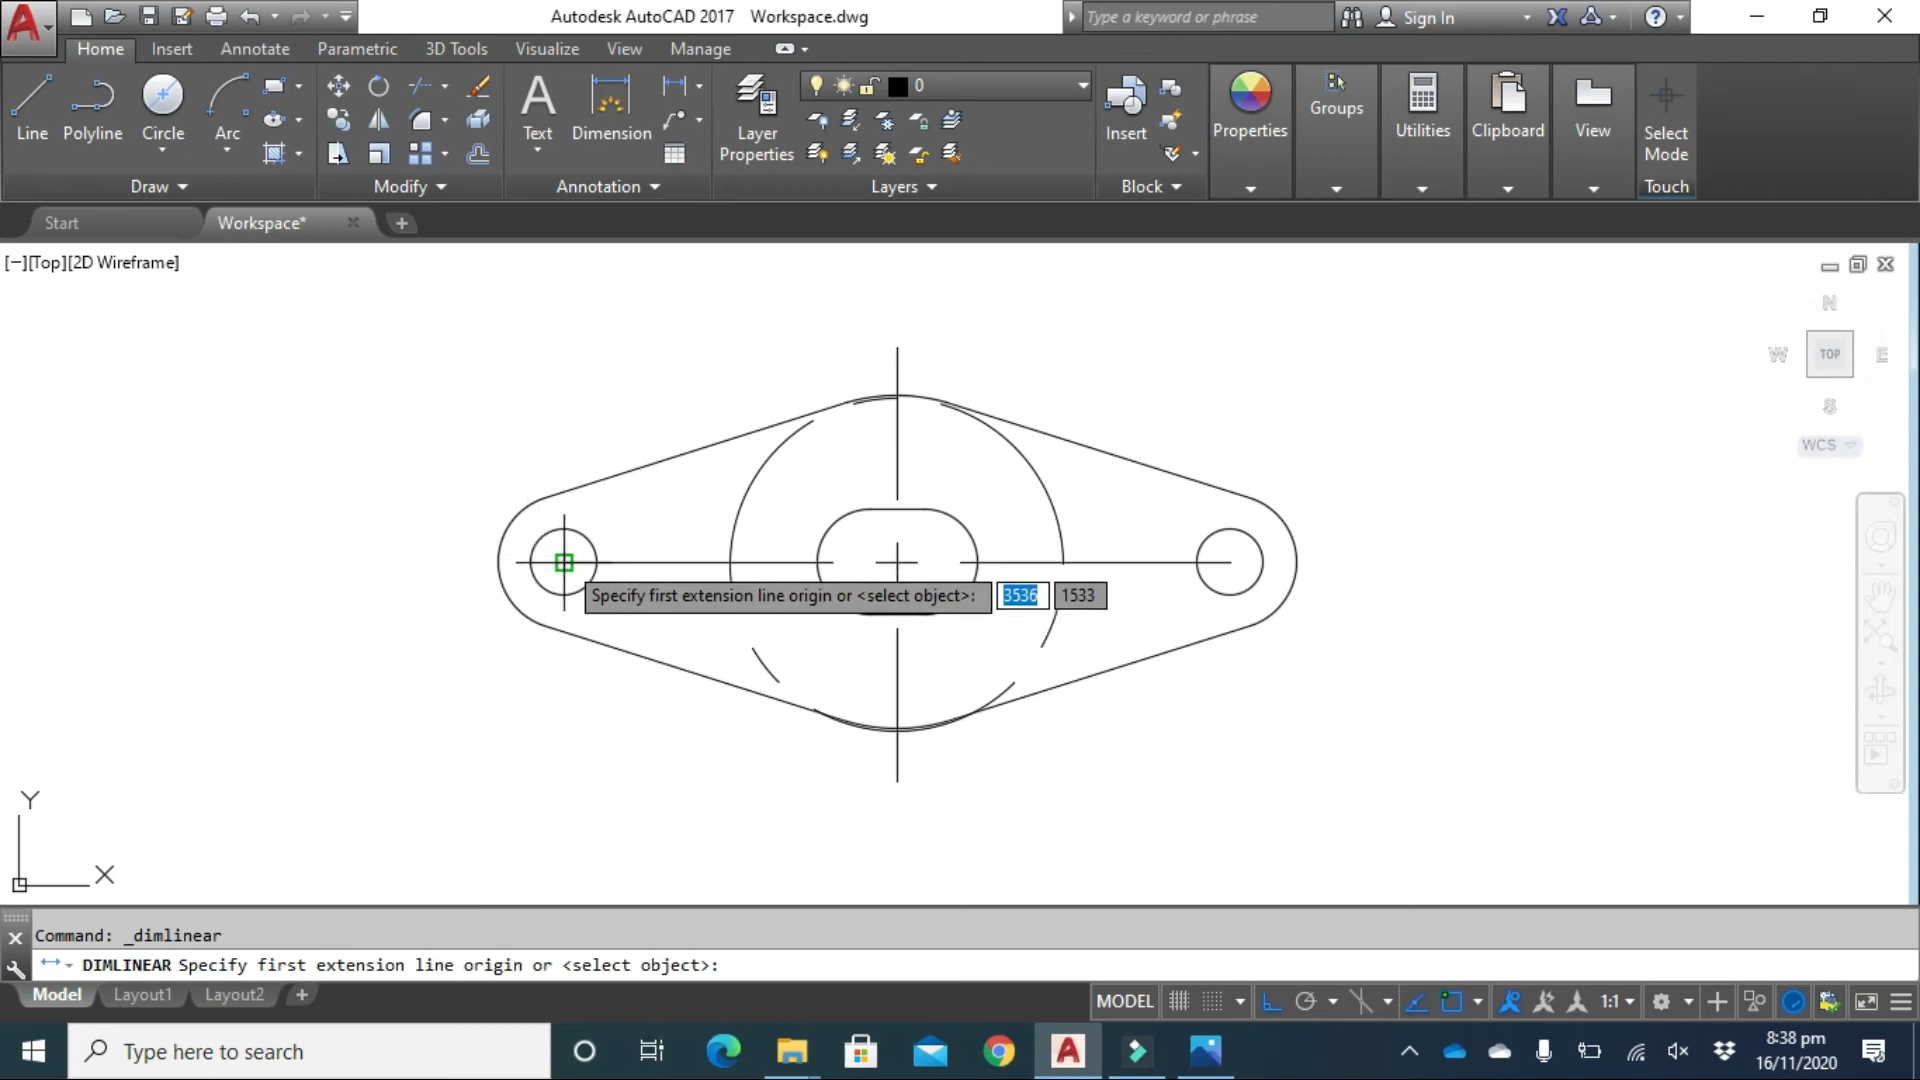 Autodesk AutoCAD 2017 Workspace.dwg
Type a keyword or phrase
Sign In
Home Insert Annotate Parametric 3D Tools Visualize View Manage
Line Polyline Circle Arc
Text Dimension
Layer Properties
0
Insert
Properties Groups Utilities Clipboard View
Select Mode
Draw Modify Annotation Layers Block Touch
Start Workspace*
[−][Top][2D Wireframe]
N
W TOP E
S
WCS
Specify first extension line origin or <select object>: 3536 1533
Y
X
Command: _dimlinear
DIMLINEAR Specify first extension line origin or <select object>:
Model Layout1 Layout2
MODEL 1:1
Type here to search
8:38 pm
16/11/2020